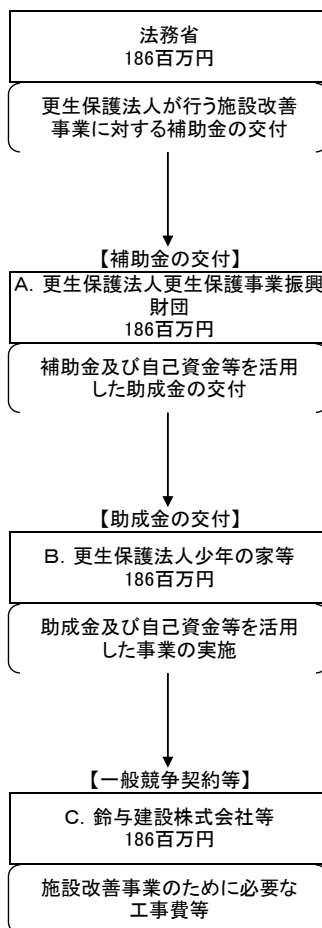 法務省
186百万円
更生保護法人が行う施設改善
事業に対する補助金の交付
【補助金の交付】
A．更生保護法人更生保護事業振興
財団
186百万円
補助金及び自己資金等を活用
した助成金の交付
【助成金の交付】
B．更生保護法人少年の家等
186百万円
助成金及び自己資金等を活用
した事業の実施
【一般競争契約等】
C．鈴与建設株式会社等
186百万円
施設改善事業のために必要な
工事費等